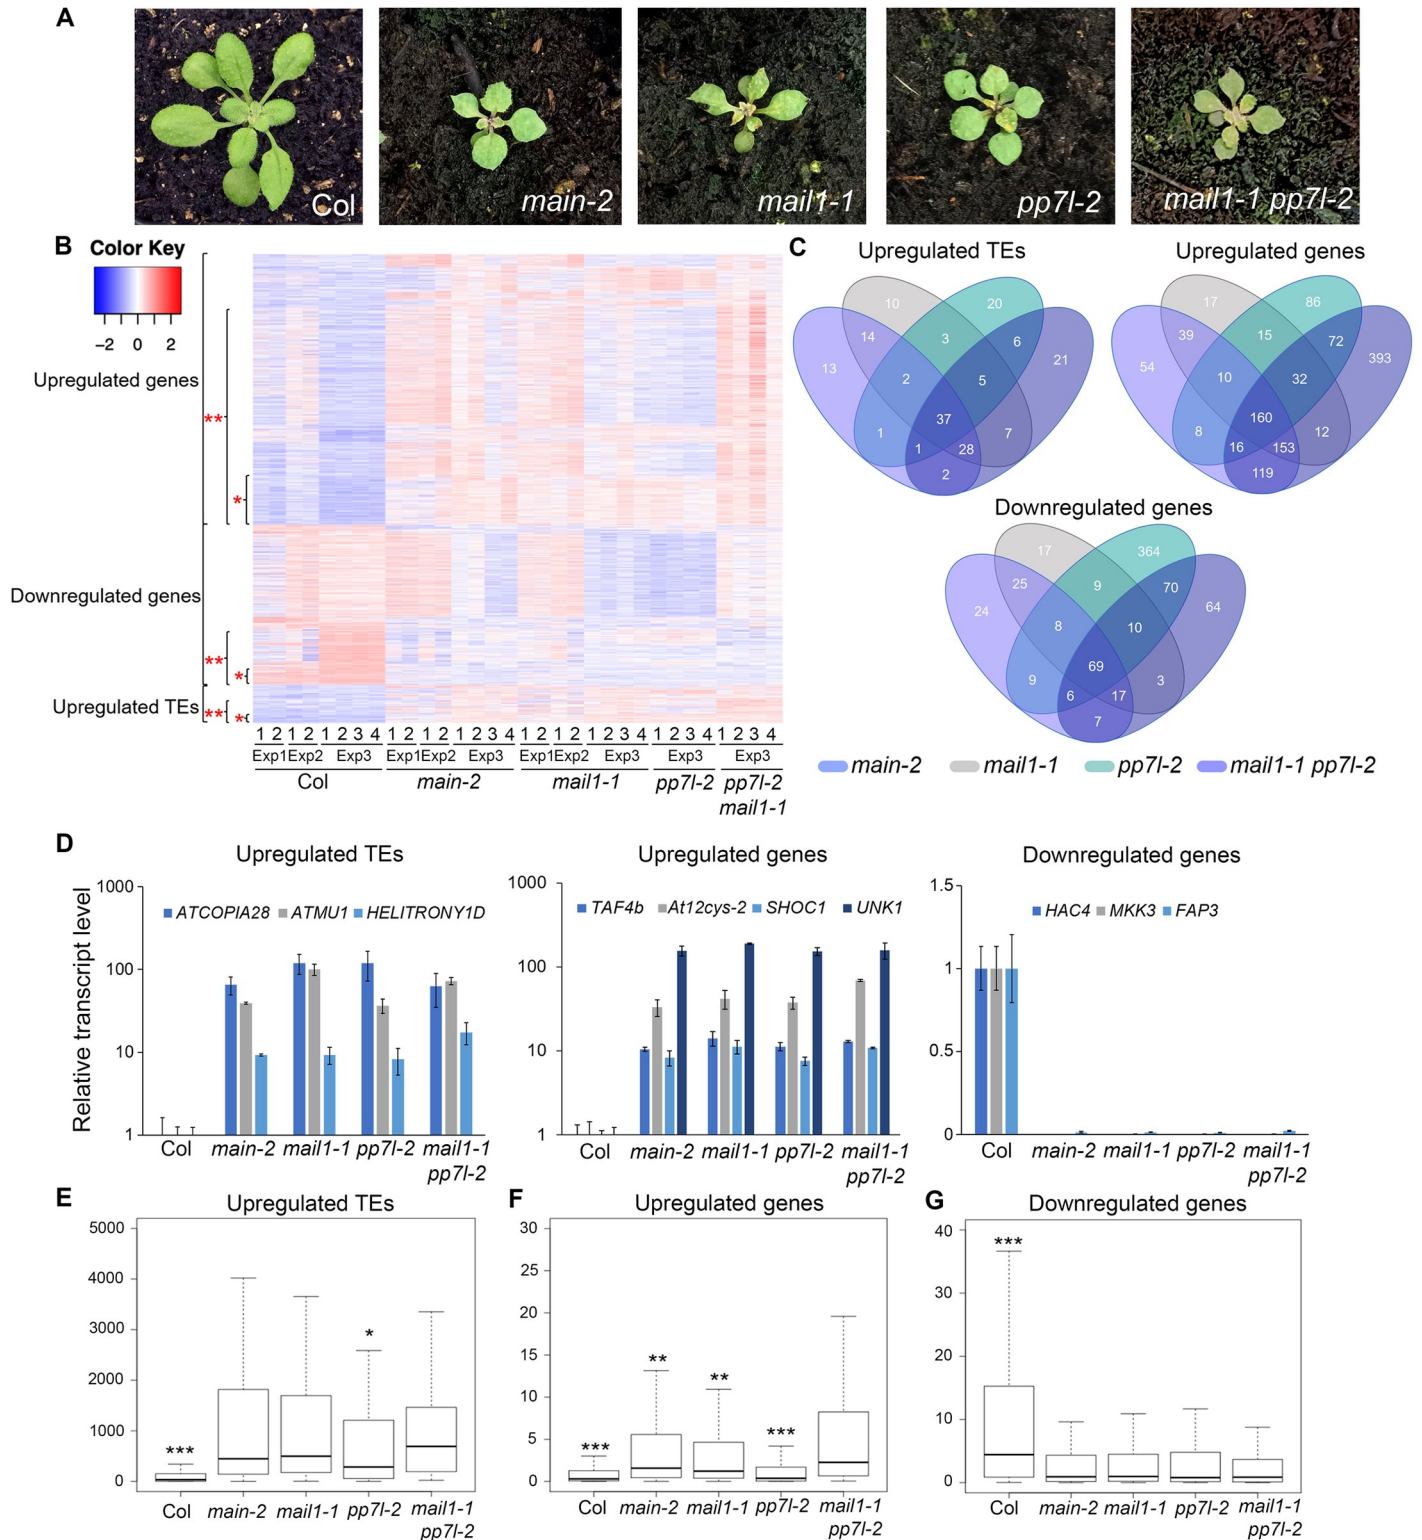 A
Col
main-2
mail1-1
pp7l-2
mail1-1 pp7l-2
B
Color Key
−2 0 2
Upregulated genes
**
*
Downregulated genes
**
*
Upregulated TEs
**
*
1 2 1 2 1 2 3 4 1 2 1 2 1 2 3 4 1 2 1 2 1 2 3 4 1 2 3 4 1 2 3 4
Exp1 Exp2 Exp3 Exp1 Exp2 Exp3 Exp1 Exp2 Exp3 Exp3 Exp3
Col main-2 mail1-1 pp7l-2 pp7l-2
mail1-1
C
Upregulated TEs
10 20
14 3 6
13 21
2 5
37
1 7
1 28
2
Upregulated genes
17 86
39 15 72
54 393
10 32
160
8 12
16 153
119
Downregulated genes
17 364
25 9 70
24 64
8 10
69
9 3
6 17
7
main-2 mail1-1 pp7l-2 mail1-1 pp7l-2
D
Relative transcript level
Upregulated TEs
1000
100
10
1
ATCOPIA28 ATMU1 HELITRONY1D
Col main-2 mail1-1 pp7l-2 mail1-1
pp7l-2
Upregulated genes
1000
100
10
1
TAF4b At12cys-2 SHOC1 UNK1
Col main-2 mail1-1 pp7l-2 mail1-1
pp7l-2
Downregulated genes
1.5
1
0.5
0
HAC4 MKK3 FAP3
Col main-2 mail1-1 pp7l-2 mail1-1
pp7l-2
E
Upregulated TEs
5000
4000
3000
2000
1000
0
***
*
Col main-2 mail1-1 pp7l-2 mail1-1
pp7l-2
F
Upregulated genes
30
25
20
15
10
5
0
***
**
**
***
Col main-2 mail1-1 pp7l-2 mail1-1
pp7l-2
G
Downregulated genes
40
30
20
10
0
***
Col main-2 mail1-1 pp7l-2 mail1-1
pp7l-2